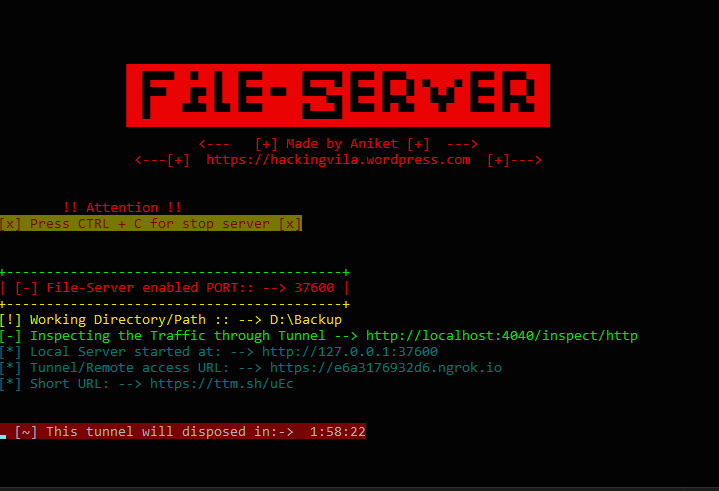 FilE-SERvER
<---   [+] Made by Aniket [+]  --->
<---[+]  https://hackingvila.wordpress.com  [+]--->
!! Attention !!
[x] Press CTRL + C for stop server [x]
+-------------------------------------------+
| [-] File-Server enabled PORT:: --> 37600 |
+-------------------------------------------+
[!] Working Directory/Path :: --> D:\Backup
[-] Inspecting the Traffic through Tunnel --> http://localhost:4040/inspect/http
[*] Local Server started at: --> http://127.0.0.1:37600
[*] Tunnel/Remote access URL: --> https://e6a3176932d6.ngrok.io
[*] Short URL: --> https://ttm.sh/uEc
[~] This tunnel will disposed in:->  1:58:22